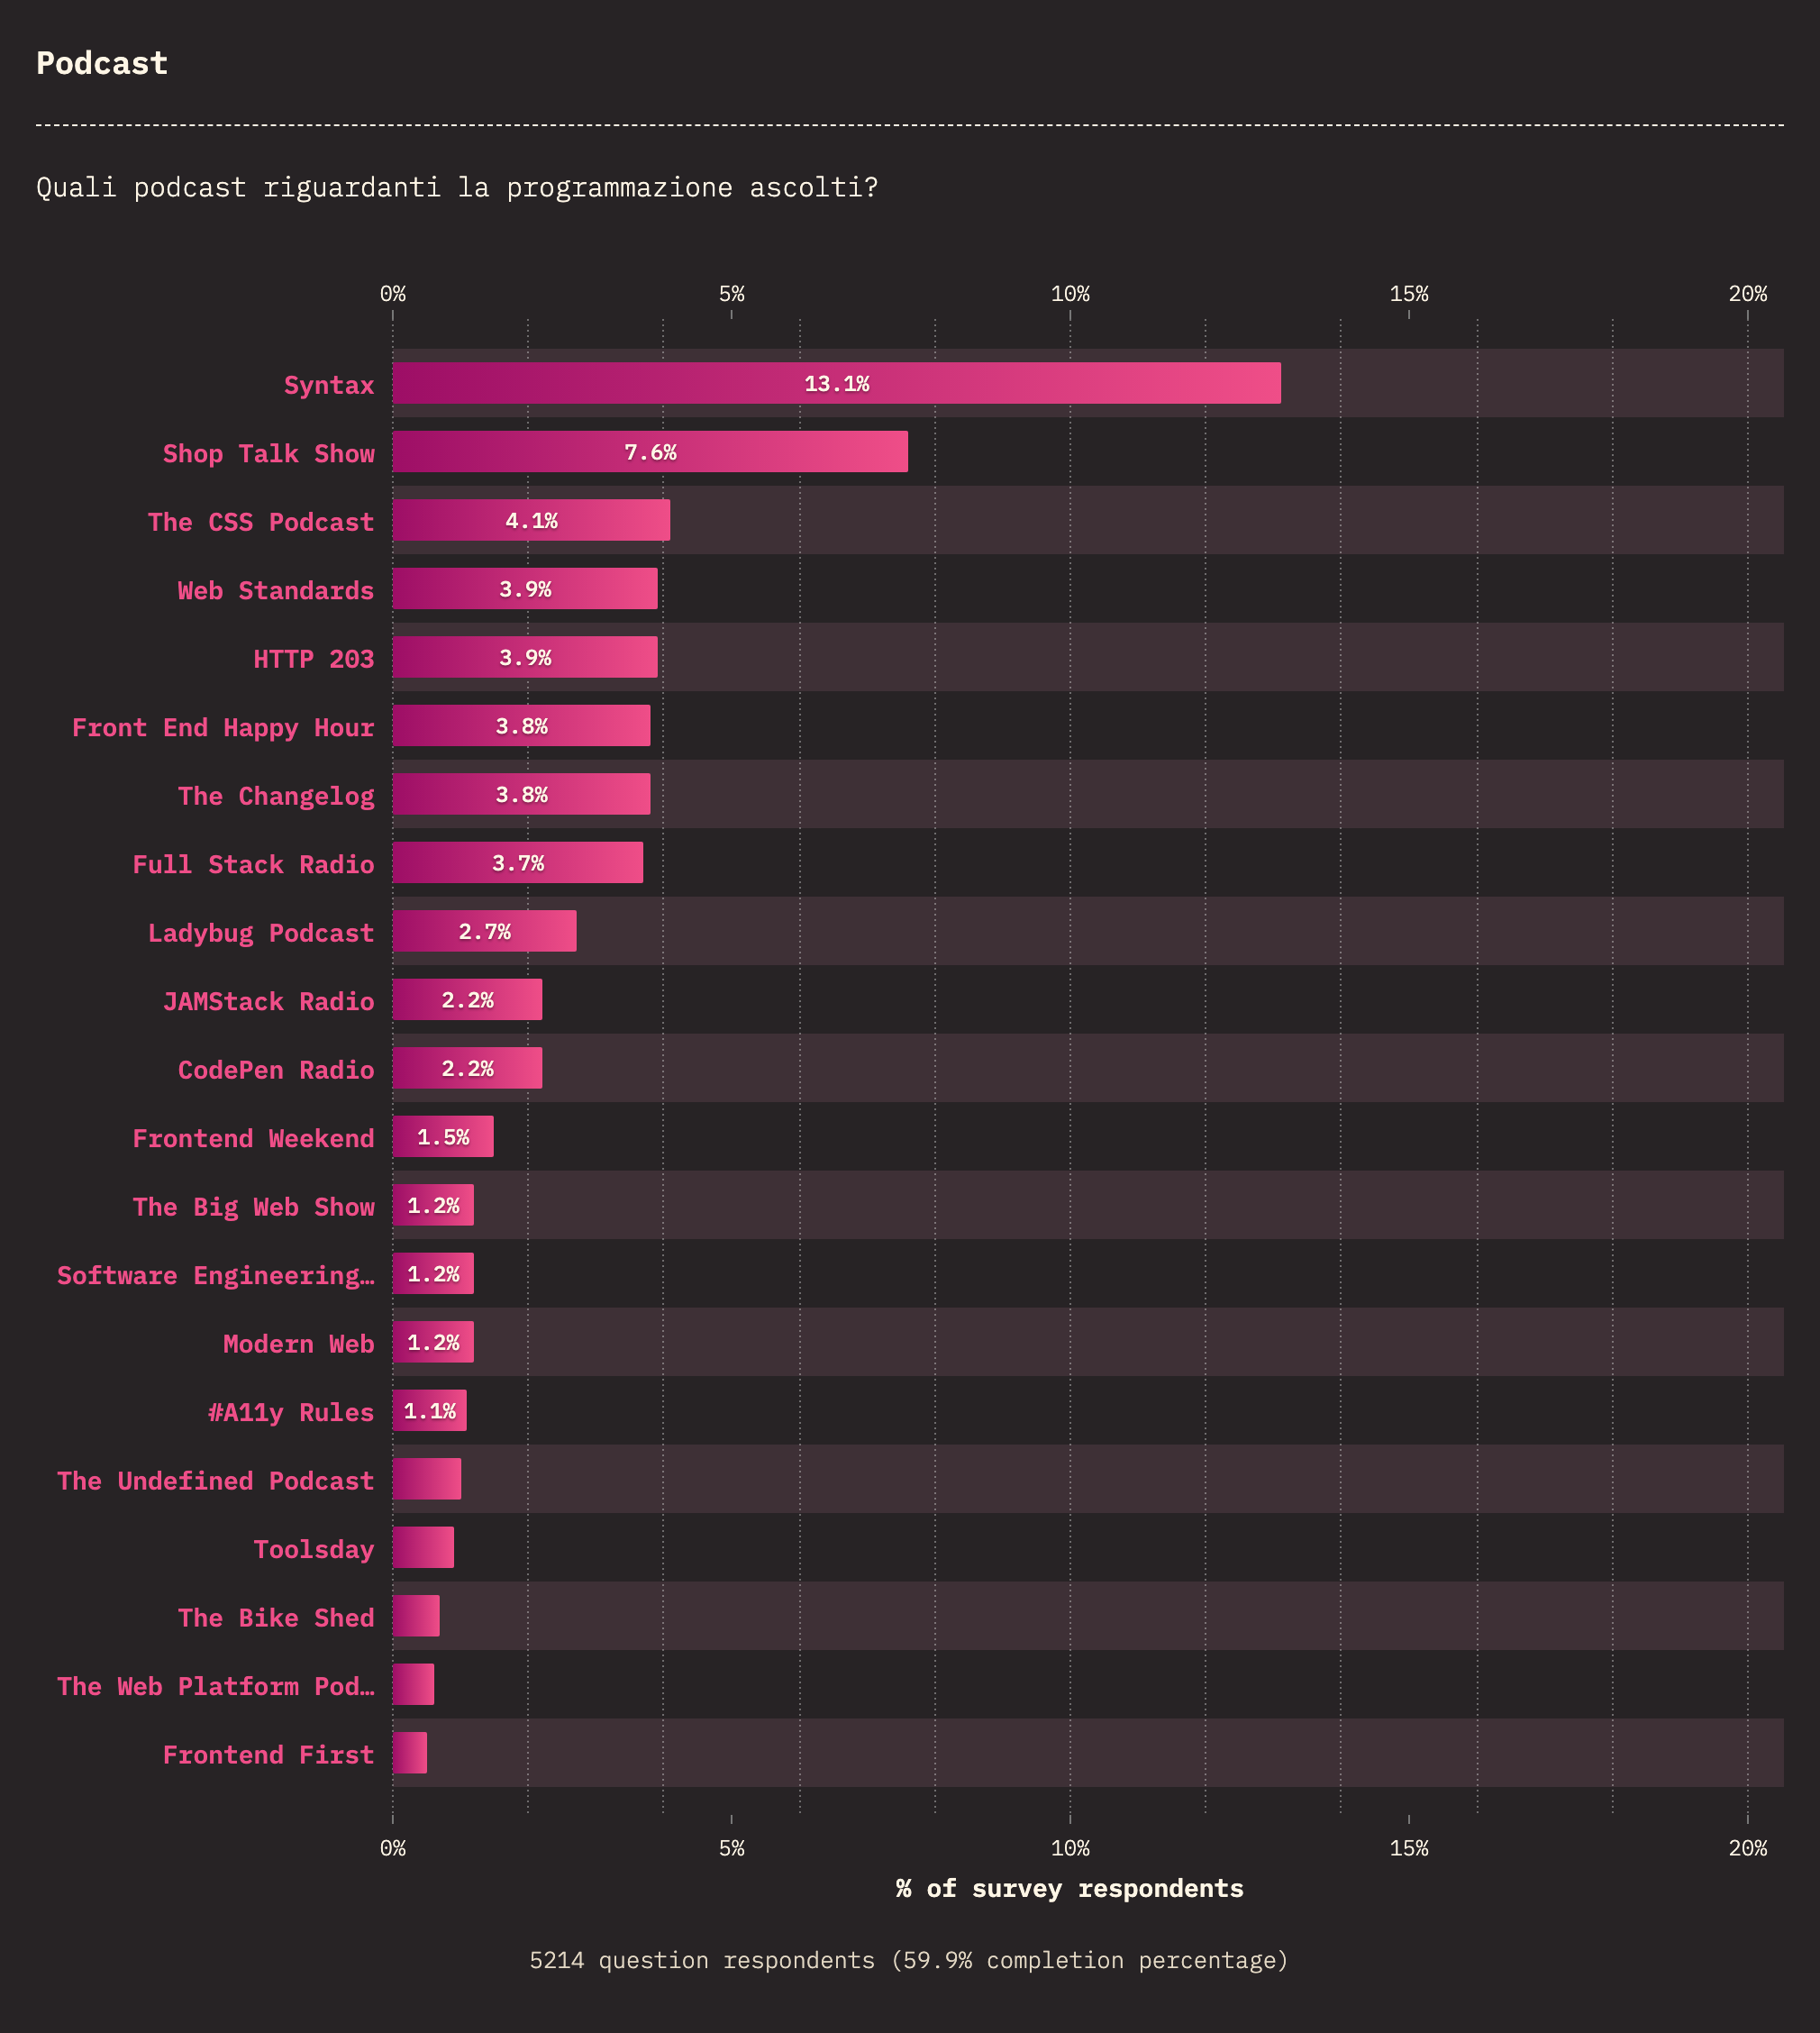 Podcast
Quali podcast riguardanti la programmazione ascolti?
0% 5% 10% 15% 20%
Syntax 13.1%
Shop Talk Show 7.6%
The CSS Podcast 4.1%
Web Standards 3.9%
HTTP 203 3.9%
Front End Happy Hour 3.8%
The Changelog 3.8%
Full Stack Radio 3.7%
Ladybug Podcast 2.7%
JAMStack Radio 2.2%
CodePen Radio 2.2%
Frontend Weekend 1.5%
The Big Web Show 1.2%
Software Engineering… 1.2%
Modern Web 1.2%
#A11y Rules 1.1%
The Undefined Podcast
Toolsday
The Bike Shed
The Web Platform Pod…
Frontend First
0% 5% 10% 15% 20%
% of survey respondents
5214 question respondents (59.9% completion percentage)